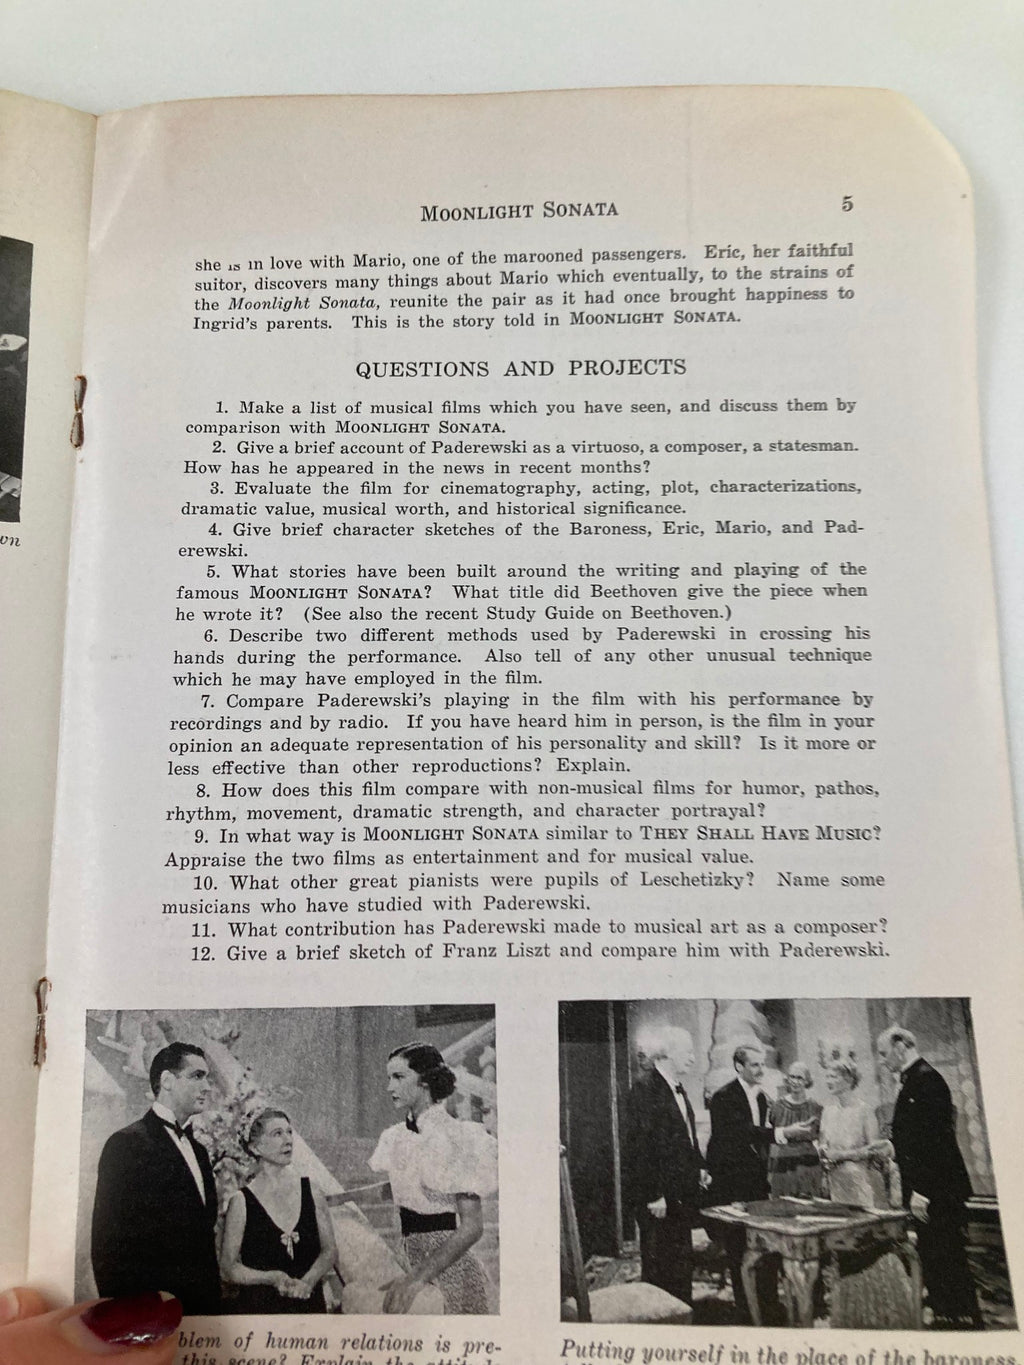 MOONLIGHT SONATA 5
she is in love with Mario, one of the marooned passengers. Eric, her faithful
suitor, discovers many things about Mario which eventually, to the strains of
the Moonlight Sonata, reunite the pair as it had once brought happiness to
Ingrid's parents. This is the story told in MOONLIGHT SONATA.
QUESTIONS AND PROJECTS
1. Make a list of musical films which you have seen, and discuss them by
comparison with MOONLIGHT SONATA.
2. Give a brief account of Paderewski as a virtuoso, a composer, a statesman.
How has he appeared in the news in recent months?
3. Evaluate the film for cinematography, acting, plot, characterizations,
dramatic value, musical worth, and historical significance.
4. Give brief character sketches of the Baroness, Eric, Mario, and Pad-
erewski.
5. What stories have been built around the writing and playing of the
famous MOONLIGHT SONATA? What title did Beethoven give the piece when
he wrote it? (See also the recent Study Guide on Beethoven.)
6. Describe two different methods used by Paderewski in crossing his
hands during the performance. Also tell of any other unusual technique
which he may have employed in the film.
7. Compare Paderewski's playing in the film with his performance by
recordings and by radio. If you have heard him in person, is the film in your
opinion an adequate representation of his personality and skill? Is it more or
less effective than other reproductions? Explain.
8. How does this film compare with non-musical films for humor, pathos,
rhythm, movement, dramatic strength, and character portrayal?
9. In what way is MOONLIGHT SONATA similar to THEY SHALL HAVE MUSIC?
Appraise the two films as entertainment and for musical value.
10. What other great pianists were pupils of Leschetizky? Name some
musicians who have studied with Paderewski.
11. What contribution has Paderewski made to musical art as a composer?
12. Give a brief sketch of Franz Liszt and compare him with Paderewski.
blem of human relations is pre-
this scene? Explain the
Putting yourself in the place of the baroness